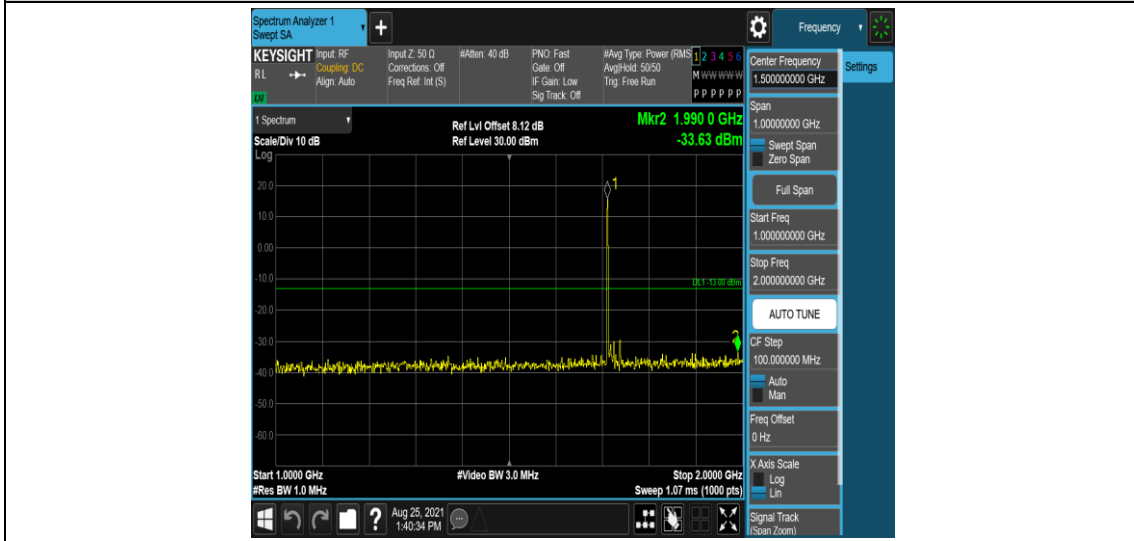 Spectrum Analyzer 1
Swept SA
+
Frequency
KEYSIGHT
RL
Input: RF
Coupling: DC
Align: Auto
Input Z: 50 Ω
Corrections: Off
Freq Ref: Int (S)
#Atten: 40 dB
PNO: Fast
Gate: Off
IF Gain: Low
Sig Track: Off
#Avg Type: Power (RMS
Avg|Hold: 50/50
Trig: Free Run
1 2 3 4 5 6
M W W W W W
P P P P P P
1 Spectrum
Scale/Div 10 dB
Log
Ref Lvl Offset 8.12 dB
Ref Level 30.00 dBm
Mkr2 1.990 0 GHz
-33.63 dBm
20.0
10.0
0.00
-10.0
-20.0
-30.0
-40.0
-50.0
-60.0
1
DL1 -13.00 dBm
2
Start 1.0000 GHz
#Res BW 1.0 MHz
#Video BW 3.0 MHz
Stop 2.0000 GHz
Sweep 1.07 ms (1000 pts)
?
Aug 25, 2021
1:40:34 PM
Center Frequency
1.500000000 GHz
Span
1.00000000 GHz
Swept Span
Zero Span
Full Span
Start Freq
1.000000000 GHz
Stop Freq
2.000000000 GHz
AUTO TUNE
CF Step
100.000000 MHz
Auto
Man
Freq Offset
0 Hz
X Axis Scale
Log
Lin
Signal Track
(Span Zoom)
Settings